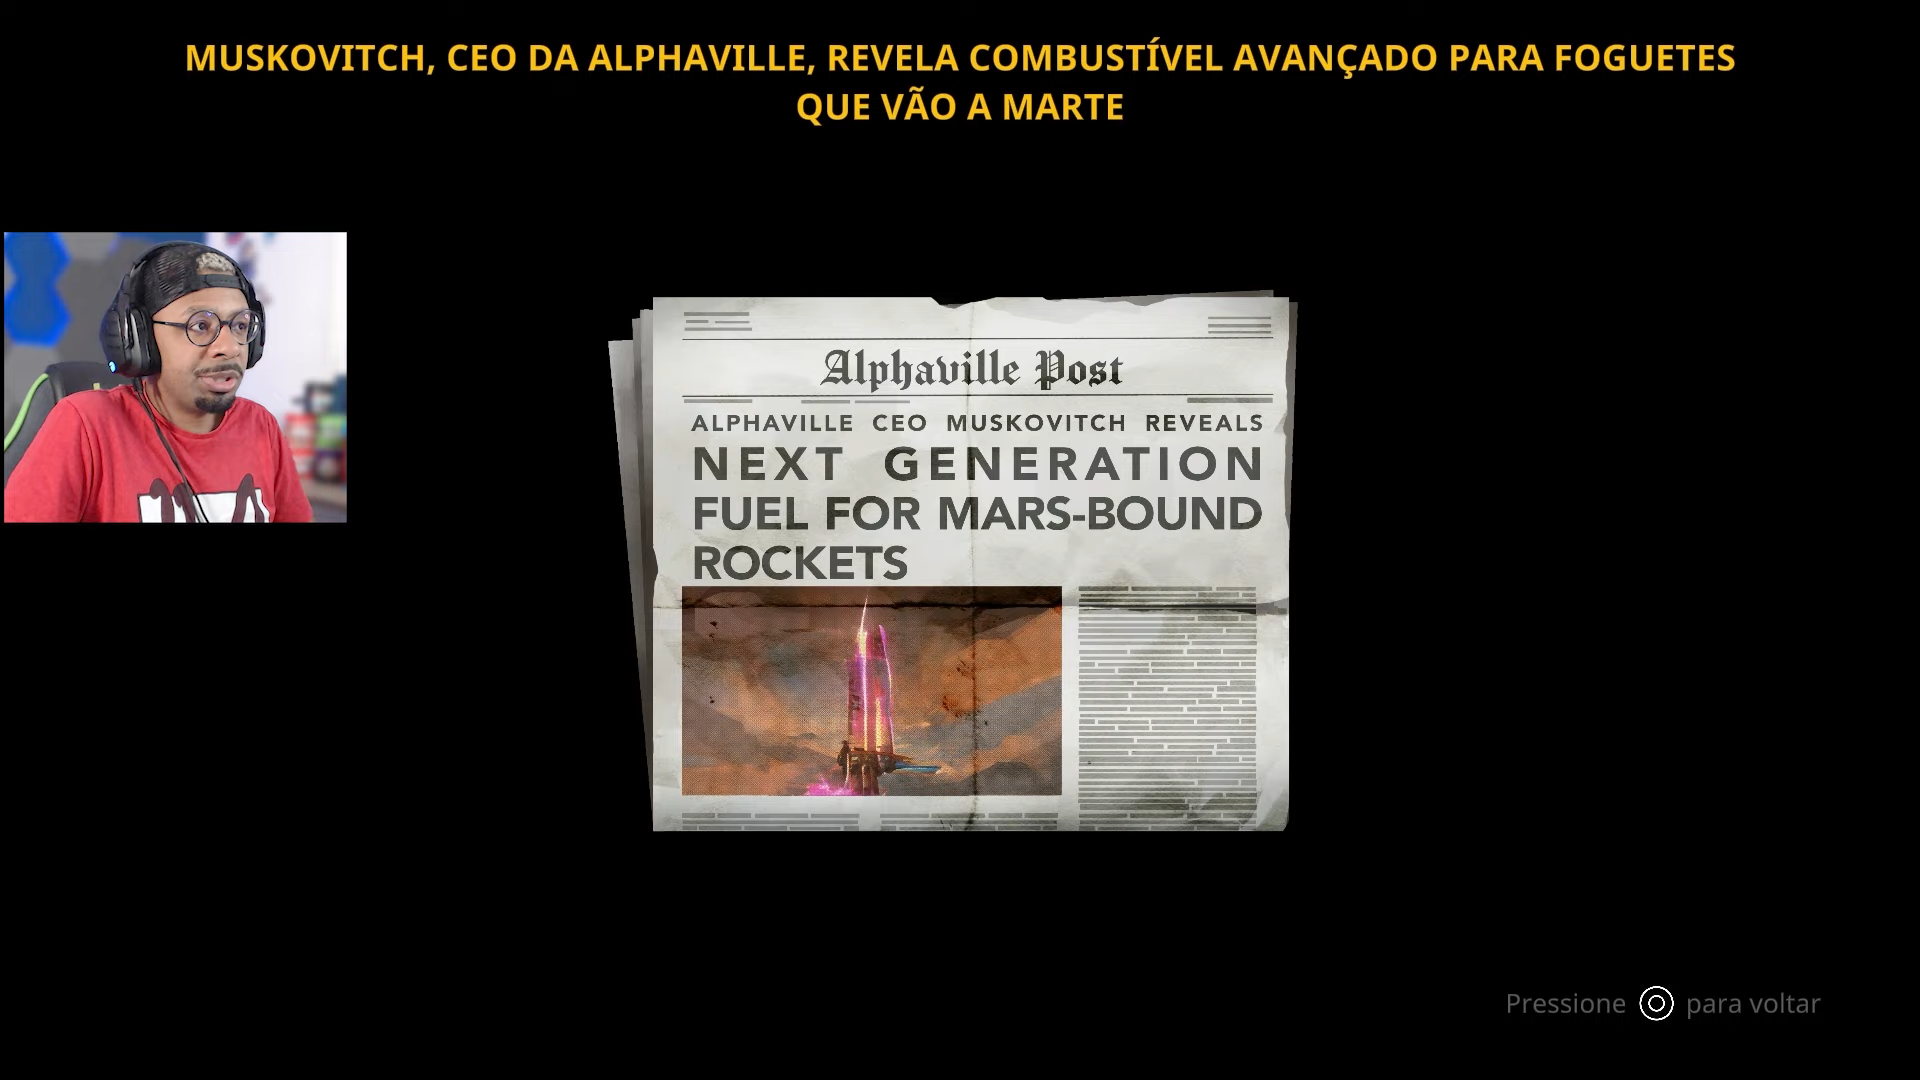 MUSKOVITCH, CEO DA ALPHAVILLE, REVELA COMBUSTÍVEL AVANÇADO PARA FOGUETES
QUE VÃO A MARTE
Alphaville Post
ALPHAVILLE CEO MUSKOVITCH REVEALS
NEXT GENERATION
FUEL FOR MARS-BOUND
ROCKETS
Pressione para voltar